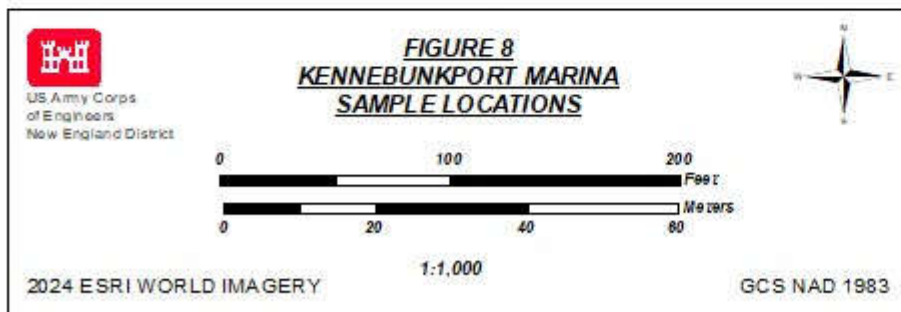 FIGURE 8
KENNEBUNKPORT MARINA
SAMPLE LOCATIONS
US Army Corps
of Engineers
New England District
N
W E
S
0 100 200
Feet
Meters
0 20 40 60
1:1,000
2024 ESRI WORLD IMAGERY
GCS NAD 1983